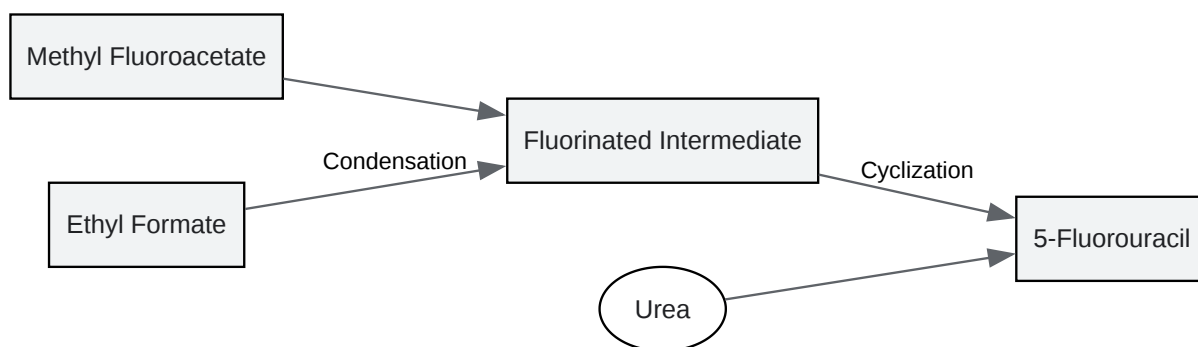 Methyl Fluoroacetate
Condensation
Ethyl Formate
Fluorinated Intermediate
Cyclization
Urea
5-Fluorouracil